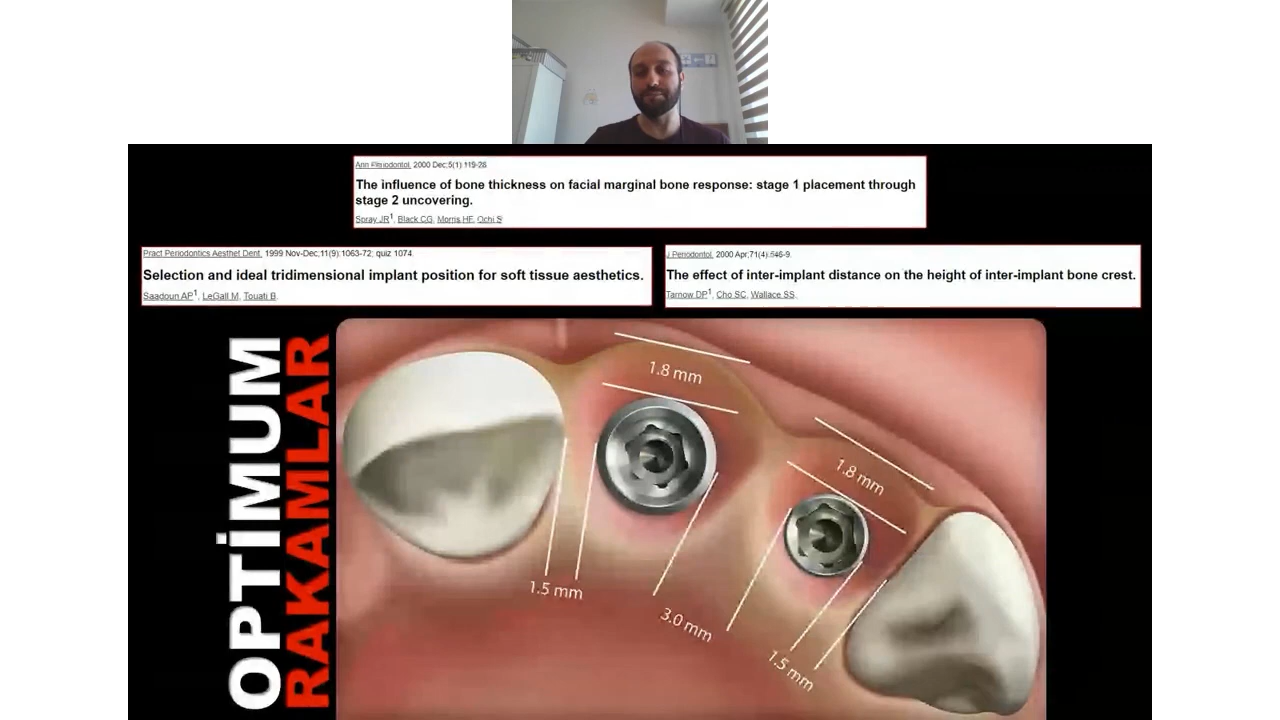 Ann Periodontol. 2000 Dec;5(1):119-28.
The influence of bone thickness on facial marginal bone response: stage 1 placement through
stage 2 uncovering.
Spray JR1, Black CG, Morris HF, Ochi S
Pract Periodontics Aesthet Dent. 1999 Nov-Dec;11(9):1063-72; quiz 1074.
Selection and ideal tridimensional implant position for soft tissue aesthetics.
Saadoun AP1, LeGall M, Touati B.
J Periodontol. 2000 Apr;71(4):546-9.
The effect of inter-implant distance on the height of inter-implant bone crest.
Tarnow DP1, Cho SC, Wallace SS.
OPTİMUM
RAKAMLAR
1.8 mm
1.8 mm
1.5 mm
3.0 mm
1.5 mm